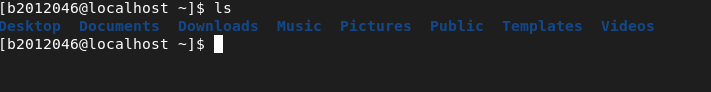 [b2012046@localhost ~]$ ls
Desktop  Documents  Downloads  Music  Pictures  Public  Templates  Videos
[b2012046@localhost ~]$